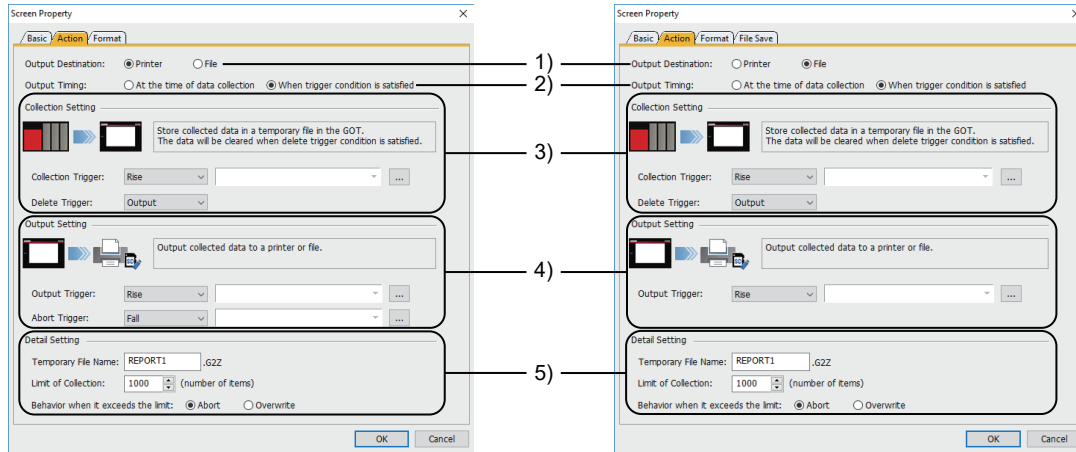 Screen Property
Basic Action Format
Output Destination: Printer File
Output Timing: At the time of data collection When trigger condition is satisfied
Collection Setting
Store collected data in a temporary file in the GOT.
The data will be cleared when delete trigger condition is satisfied.
Collection Trigger: Rise ...
Delete Trigger: Output
Output Setting
Output collected data to a printer or file.
Output Trigger: Rise ...
Abort Trigger: Fall ...
Detail Setting
Temporary File Name: REPORT1 .G2Z
Limit of Collection: 1000 (number of items)
Behavior when it exceeds the limit: Abort Overwrite
OK Cancel
1)
2)
3)
4)
5)
Screen Property
Basic Action Format File Save
Output Destination: Printer File
Output Timing: At the time of data collection When trigger condition is satisfied
Collection Setting
Store collected data in a temporary file in the GOT.
The data will be cleared when delete trigger condition is satisfied.
Collection Trigger: Rise ...
Delete Trigger: Output
Output Setting
Output collected data to a printer or file.
Output Trigger: Rise ...
Detail Setting
Temporary File Name: REPORT1 .G2Z
Limit of Collection: 1000 (number of items)
Behavior when it exceeds the limit: Abort Overwrite
OK Cancel